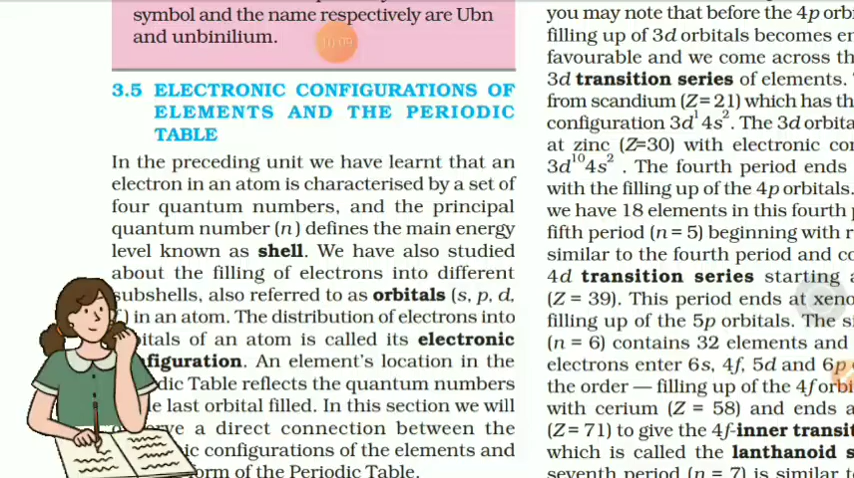 symbol and the name respectively are Ubn
and unbinilium.
10:09
3.5 ELECTRONIC CONFIGURATIONS OF
ELEMENTS AND THE PERIODIC
TABLE
In the preceding unit we have learnt that an
electron in an atom is characterised by a set of
four quantum numbers, and the principal
quantum number (n) defines the main energy
level known as shell. We have also studied
about the filling of electrons into different
subshells, also referred to as orbitals (s, p, d,
) in an atom. The distribution of electrons into
of an atom is called its electronic
An element's location in the
Table reflects the quantum numbers
last orbital filled. In this section we will
a direct connection between the
configurations of the elements and
of the Periodic Table.
you may note that before the 4p
filling up of 3d orbitals becomes
favourable and we come across
3d transition series of elements.
from scandium (Z=21) which has
configuration 3d¹4s². The 3d
at zinc (Z=30) with electronic
3d¹⁰4s². The fourth period ends
with the filling up of the 4p orbitals.
we have 18 elements in this fourth
fifth period (n = 5) beginning with
similar to the fourth period and
4d transition series starting
(Z = 39). This period ends at
filling up of the 5p orbitals. The
(n = 6) contains 32 elements and
electrons enter 6s, 4f, 5d and 6p
the order — filling up of the 4f
with cerium (Z = 58) and ends
(Z=71) to give the 4f-inner
which is called the lanthanoid
seventh period (n = 7) is similar